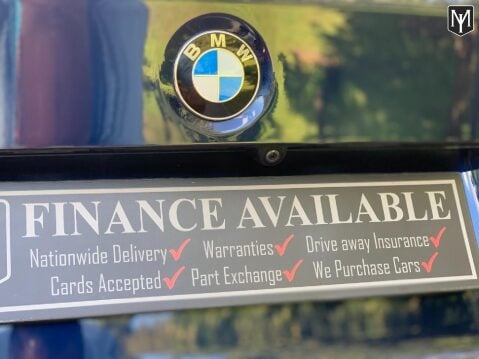 BMW
FINANCE AVAILABLE
Nationwide Delivery✓ Warranties✓ Drive away Insurance✓
Cards Accepted✓ Part Exchange✓ We Purchase Cars✓